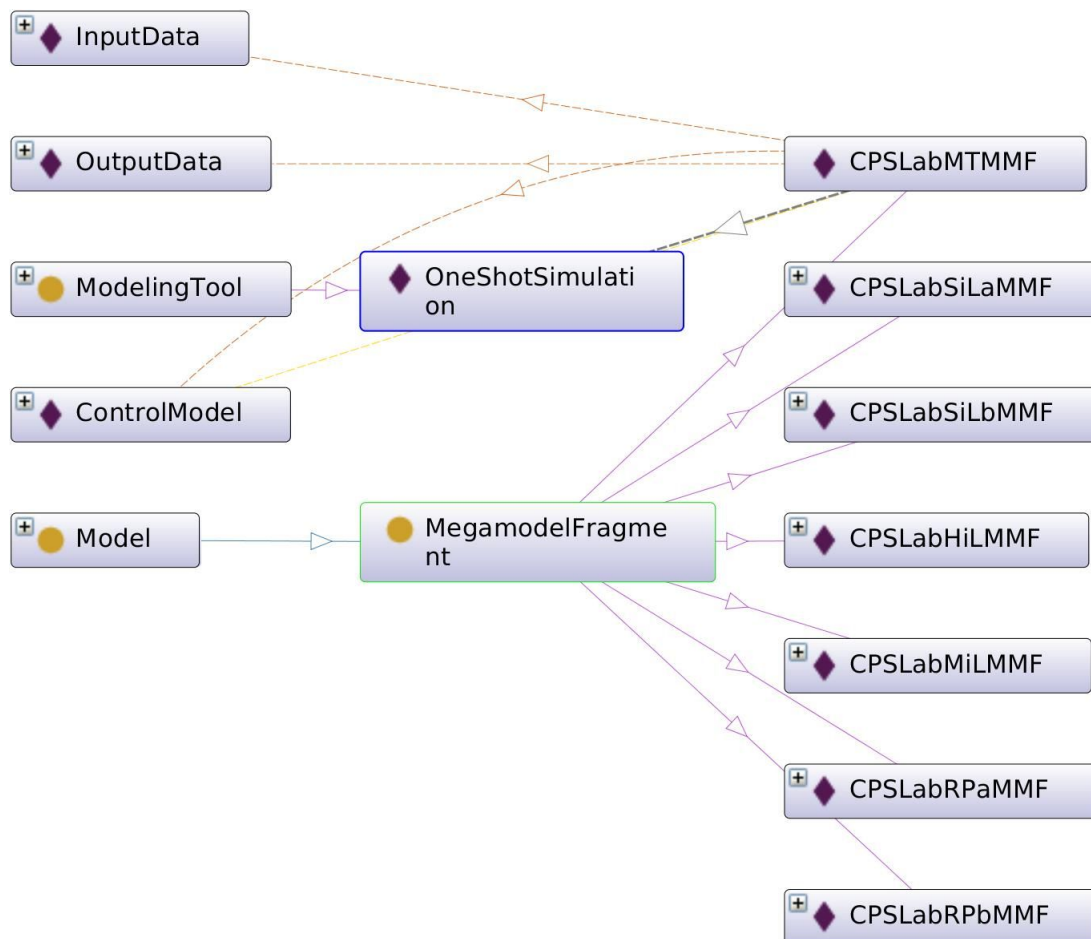 InputData
OutputData
CPSLabMTMMF
ModelingTool
OneShotSimulati
on
CPSLabSiLaMMF
ControlModel
CPSLabSiLbMMF
Model
MegamodelFragme
nt
CPSLabHiLMMF
CPSLabMiLMMF
CPSLabRPaMMF
CPSLabRPbMMF